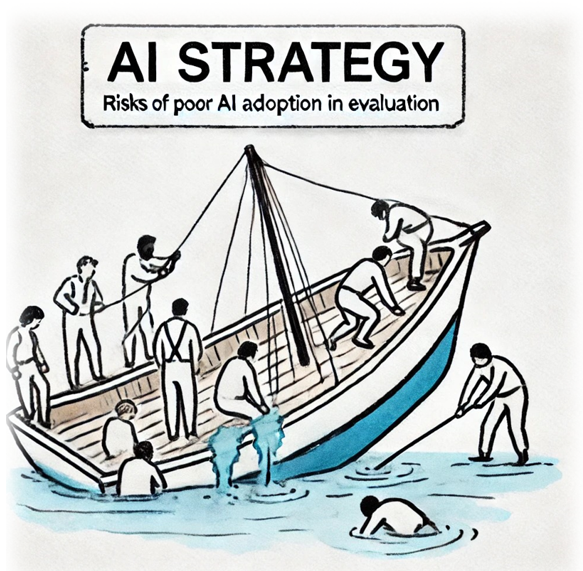 AI STRATEGY
Risks of poor AI adoption in evaluation